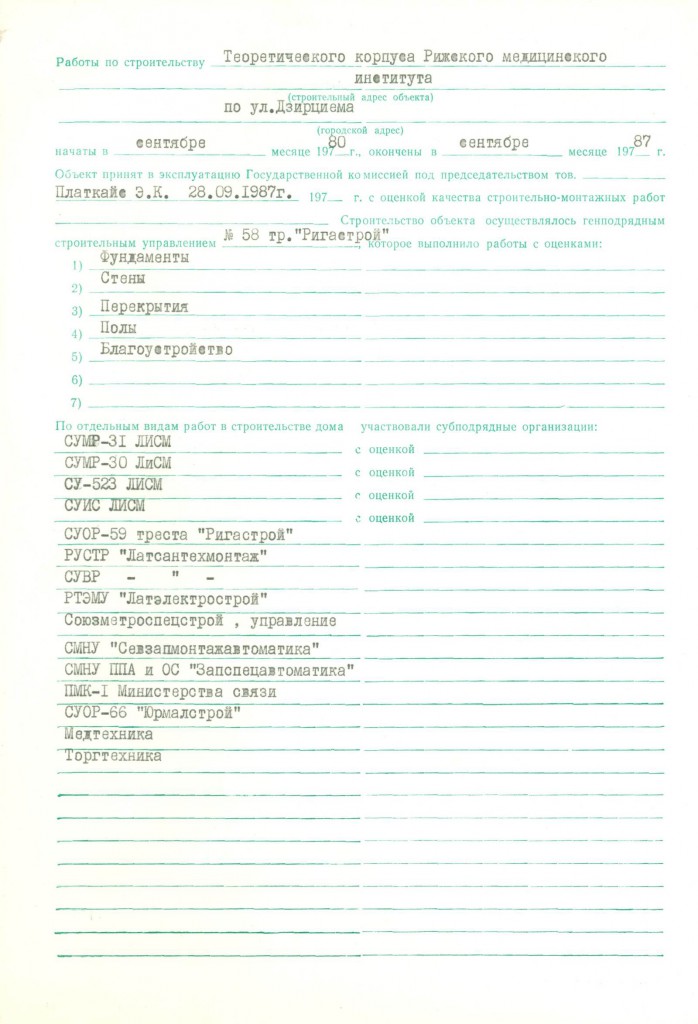 Работы по строительству Теоретического корпуса Рижского медицинского
института
(строительный адрес объекта)
по ул.Дзирциема
(городской адрес)
начаты в сентябре месяце 197 80 г., окончены в сентябре месяце 197 87 г.
Объект принят в эксплуатацию Государственной комиссией под председательством тов.
Платкайс Э.К. 28.09.1987г. 197 г. с оценкой качества строительно-монтажных работ
Строительство объекта осуществлялось генподрядным
строительным управлением № 58 тр."Ригастрой", которое выполнило работы с оценками:
1) Фундаменты
2) Стены
3) Перекрытия
4) Полы
5) Благоустройство
6)
7)
По отдельным видам работ в строительстве дома участвовали субподрядные организации:
СУМР-31 ЛИСМ с оценкой
СУМР-30 ЛиСМ с оценкой
СУ-523 ЛИСМ с оценкой
СУИС ЛИСМ с оценкой
СУОР-59 треста "Ригастрой"
РУСТР "Латсантехмонтаж"
СУВР - " -
РТЭМУ "Латэлектрострой"
Союзметроспецстрой , управление
СМНУ "Севзапмонтажавтоматика"
СМНУ ППА и ОС "Запспецавтоматика"
ПМК-I Министерства связи
СУОР-66 "Юрмалстрой"
Медтехника
Торгтехника